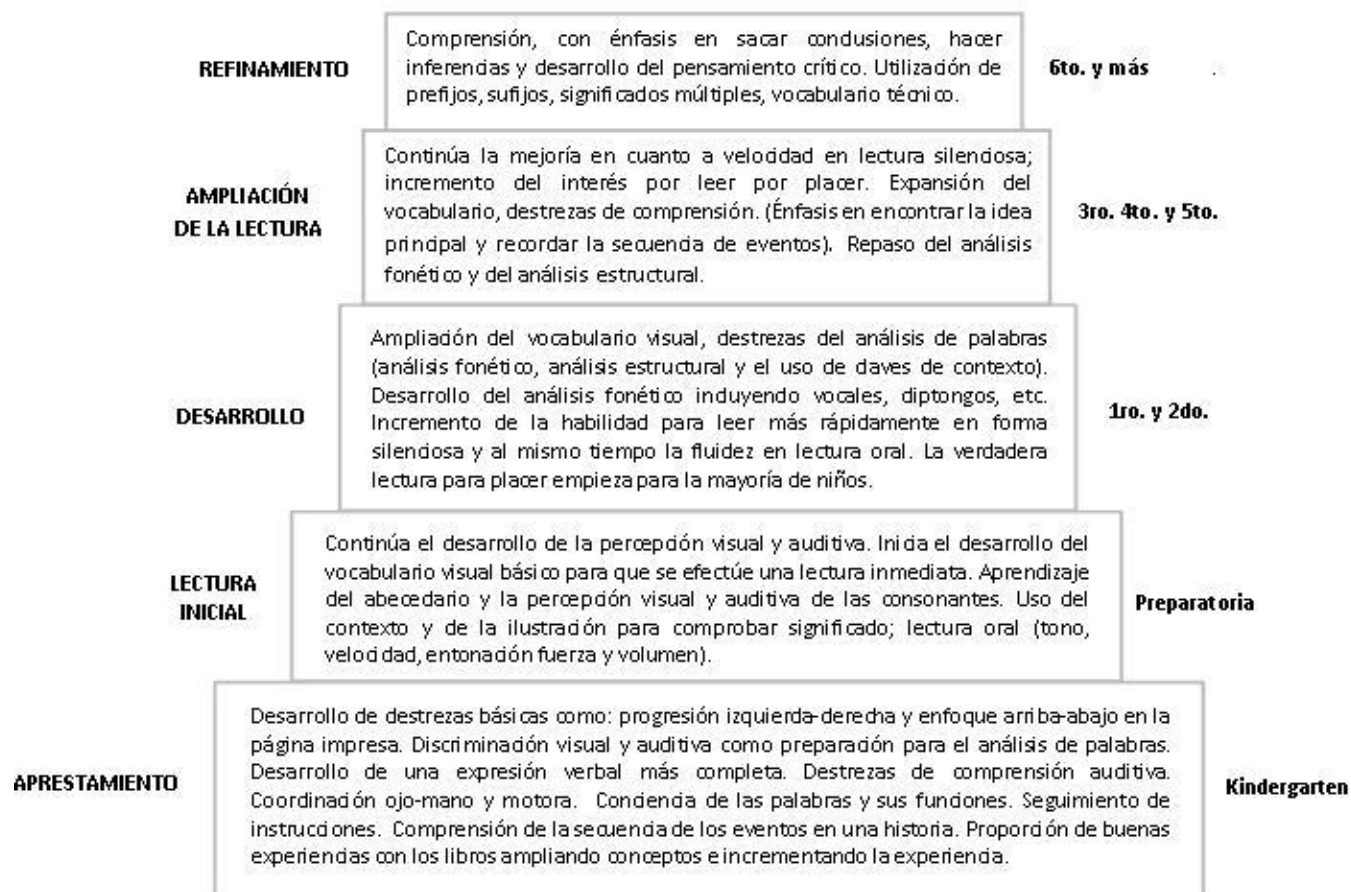 REFINAMIENTO
Comprensión, con énfasis en sacar conclusiones, hacer
inferencias y desarrollo del pensamiento crítico. Utilización de
prefijos, sufijos, significados múltiples, vocabulario técnico.
6to. y más
AMPLIACIÓN
DE LA LECTURA
Continúa la mejoría en cuanto a velocidad en lectura silenciosa;
incremento del interés por leer por placer. Expansión del
vocabulario, destrezas de comprensión. (Énfasis en encontrar la idea
principal y recordar la secuencia de eventos). Repaso del análisis
fonético y del análisis estructural.
3ro. 4to. y 5to.
DESARROLLO
Ampliación del vocabulario visual, destrezas del análisis de palabras
(análisis fonético, análisis estructural y el uso de claves de contexto).
Desarrollo del análisis fonético incluyendo vocales, diptongos, etc.
Incremento de la habilidad para leer más rápidamente en forma
silenciosa y al mismo tiempo la fluidez en lectura oral. La verdadera
lectura para placer empieza para la mayoría de niños.
1ro. y 2do.
LECTURA
INICIAL
Continúa el desarrollo de la percepción visual y auditiva. Inicia el desarrollo del
vocabulario visual básico para que se efectúe una lectura inmediata. Aprendizaje
del abecedario y la percepción visual y auditiva de las consonantes. Uso del
contexto y de la ilustración para comprobar significado; lectura oral (tono,
velocidad, entonación fuerza y volumen).
Preparatoria
APRESTAMIENTO
Desarrollo de destrezas básicas como: progresión izquierda-derecha y enfoque arriba-abajo en la
página impresa. Discriminación visual y auditiva como preparación para el análisis de palabras.
Desarrollo de una expresión verbal más completa. Destrezas de comprensión auditiva.
Coordinación ojo-mano y motora. Conciencia de las palabras y sus funciones. Seguimiento de
instrucciones. Comprensión de la secuencia de los eventos en una historia. Proporción de buenas
experiencias con los libros ampliando conceptos e incrementando la experiencia.
Kindergarten